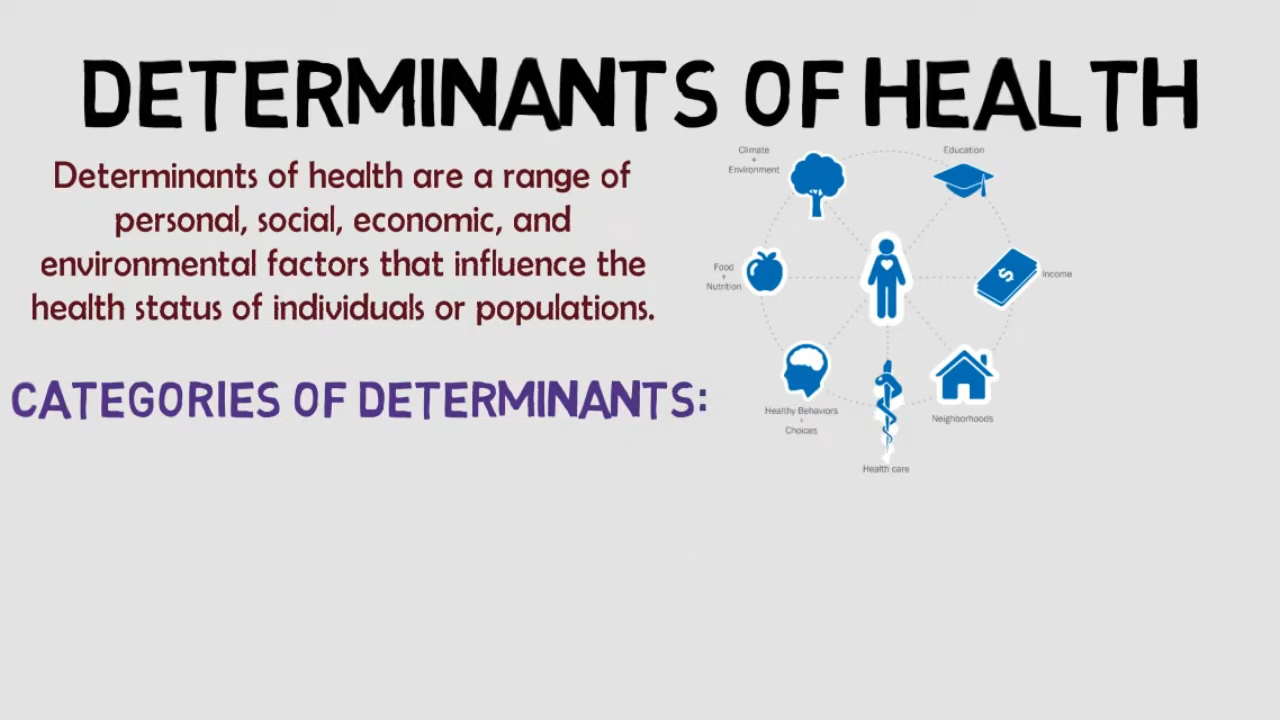 DETERMINANTS OF HEALTH
Determinants of health are a range of
personal, social, economic, and
environmental factors that influence the
health status of individuals or populations.
CATEGORIES OF DETERMINANTS:
Climate
+
Environment
Education
Food
+
Nutrition
$
Income
Healthy Behaviors
+
Choices
Neighborhoods
Health care